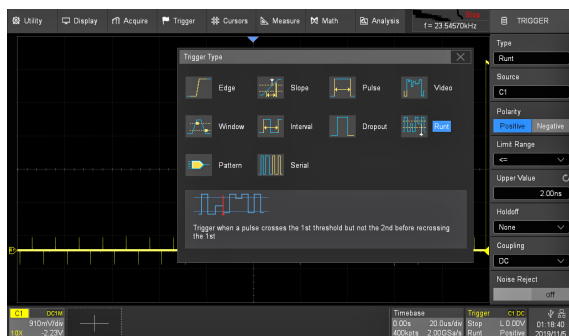 Utility Display Acquire Trigger Cursors Measure Math Analysis f = 23.54570kHz TRIGGER
Trigger Type
Edge Slope Pulse Video
Window Interval Dropout Runt
Pattern Serial
Trigger when a pulse crosses the 1st threshold but not the 2nd before recrossing
the 1st
Type
Runt
Source
C1
Polarity
Positive Negative
Limit Range
<=
Upper Value
2.00ns
Holdoff
None
Coupling
DC
Noise Reject
off
C1 DC1M
910mV/div
10X -2.23V
Timebase
0.00s 20.0us/div
400kpts 2.00GSa/s
Trigger C1 DC
Stop L 0.00V
Runt Positive
01:18:40
2019/11/5